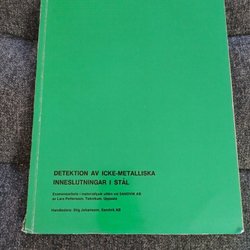 DETEKTION AV ICKE-METALLISKA
INNESLUTNINGAR I STÅL
Examensarbete i materialfysik utfört vid SANDVIK AB
av Lars Pettersson, Teknikum, Uppsala
Handledare: Stig Johansson, Sandvik AB